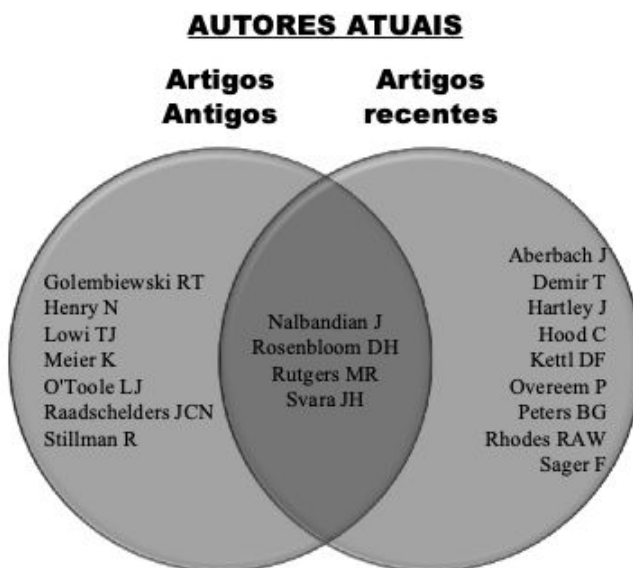 AUTORES ATUAIS
Artigos
Antigos
Artigos
recentes
Golembiewski RT
Henry N
Lowi TJ
Meier K
O'Toole LJ
Raadschelders JCN
Stillman R
Nalbandian J
Rosenbloom DH
Rutgers MR
Svara JH
Aberbach J
Demir T
Hartley J
Hood C
Kettl DF
Overeem P
Peters BG
Rhodes RAW
Sager F